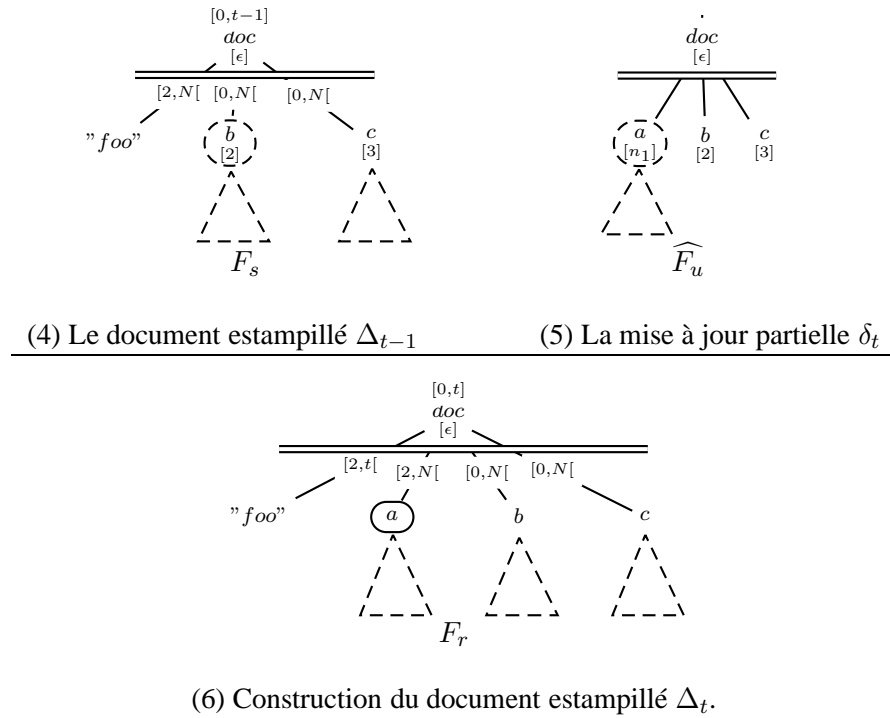 [0,t−1]
doc
[ϵ]
[2,N[ [0,N[ [0,N[
"foo" b c
[2] [3]
F_s
.
doc
[ϵ]
a b c
[n_1] [2] [3]
\widehat{F_u}
(4) Le document estampillé Δ_{t−1}
(5) La mise à jour partielle δ_t
[0,t]
doc
[ϵ]
[2,t[ [2,N[ [0,N[ [0,N[
"foo" a b c
F_r
(6) Construction du document estampillé Δ_t.